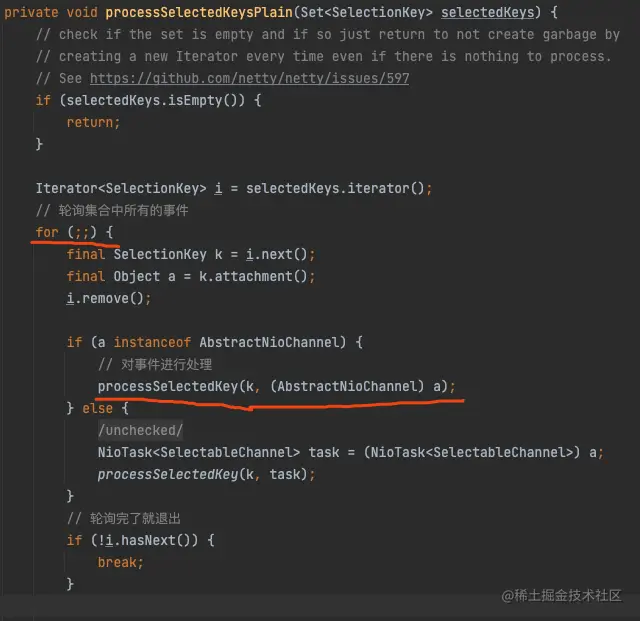 private void processSelectedKeysPlain(Set<SelectionKey> selectedKeys) {
// check if the set is empty and if so just return to not create garbage by
// creating a new Iterator every time even if there is nothing to process.
// See https://github.com/netty/netty/issues/597
if (selectedKeys.isEmpty()) {
return;
}
Iterator<SelectionKey> i = selectedKeys.iterator();
// 轮询集合中所有的事件
for (;;) {
final SelectionKey k = i.next();
final Object a = k.attachment();
i.remove();
if (a instanceof AbstractNioChannel) {
// 对事件进行处理
processSelectedKey(k, (AbstractNioChannel) a);
} else {
/unchecked/
NioTask<SelectableChannel> task = (NioTask<SelectableChannel>) a;
processSelectedKey(k, task);
}
// 轮询完了就退出
if (!i.hasNext()) {
break;
}
@稀土掘金技术社区